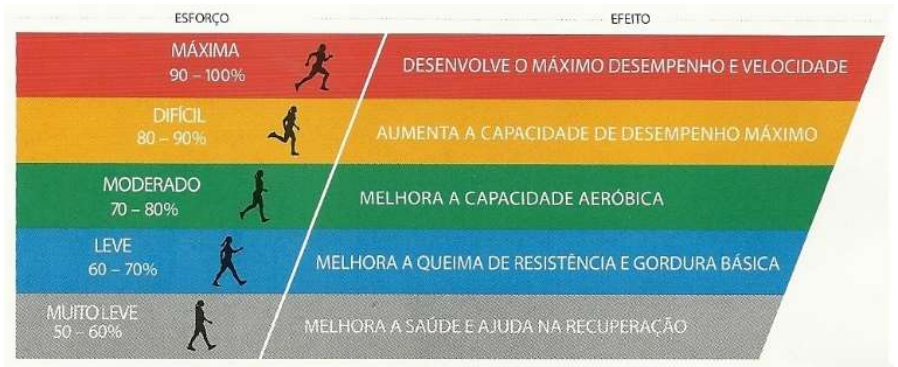 ESFORÇO EFEITO
MÁXIMA
90 – 100%
DESENVOLVE O MÁXIMO DESEMPENHO E VELOCIDADE
DIFÍCIL
80 – 90%
AUMENTA A CAPACIDADE DE DESEMPENHO MÁXIMO
MODERADO
70 – 80%
MELHORA A CAPACIDADE AERÓBICA
LEVE
60 – 70%
MELHORA A QUEIMA DE RESISTÊNCIA E GORDURA BÁSICA
MUITO LEVE
50 – 60%
MELHORA A SAÚDE E AJUDA NA RECUPERAÇÃO